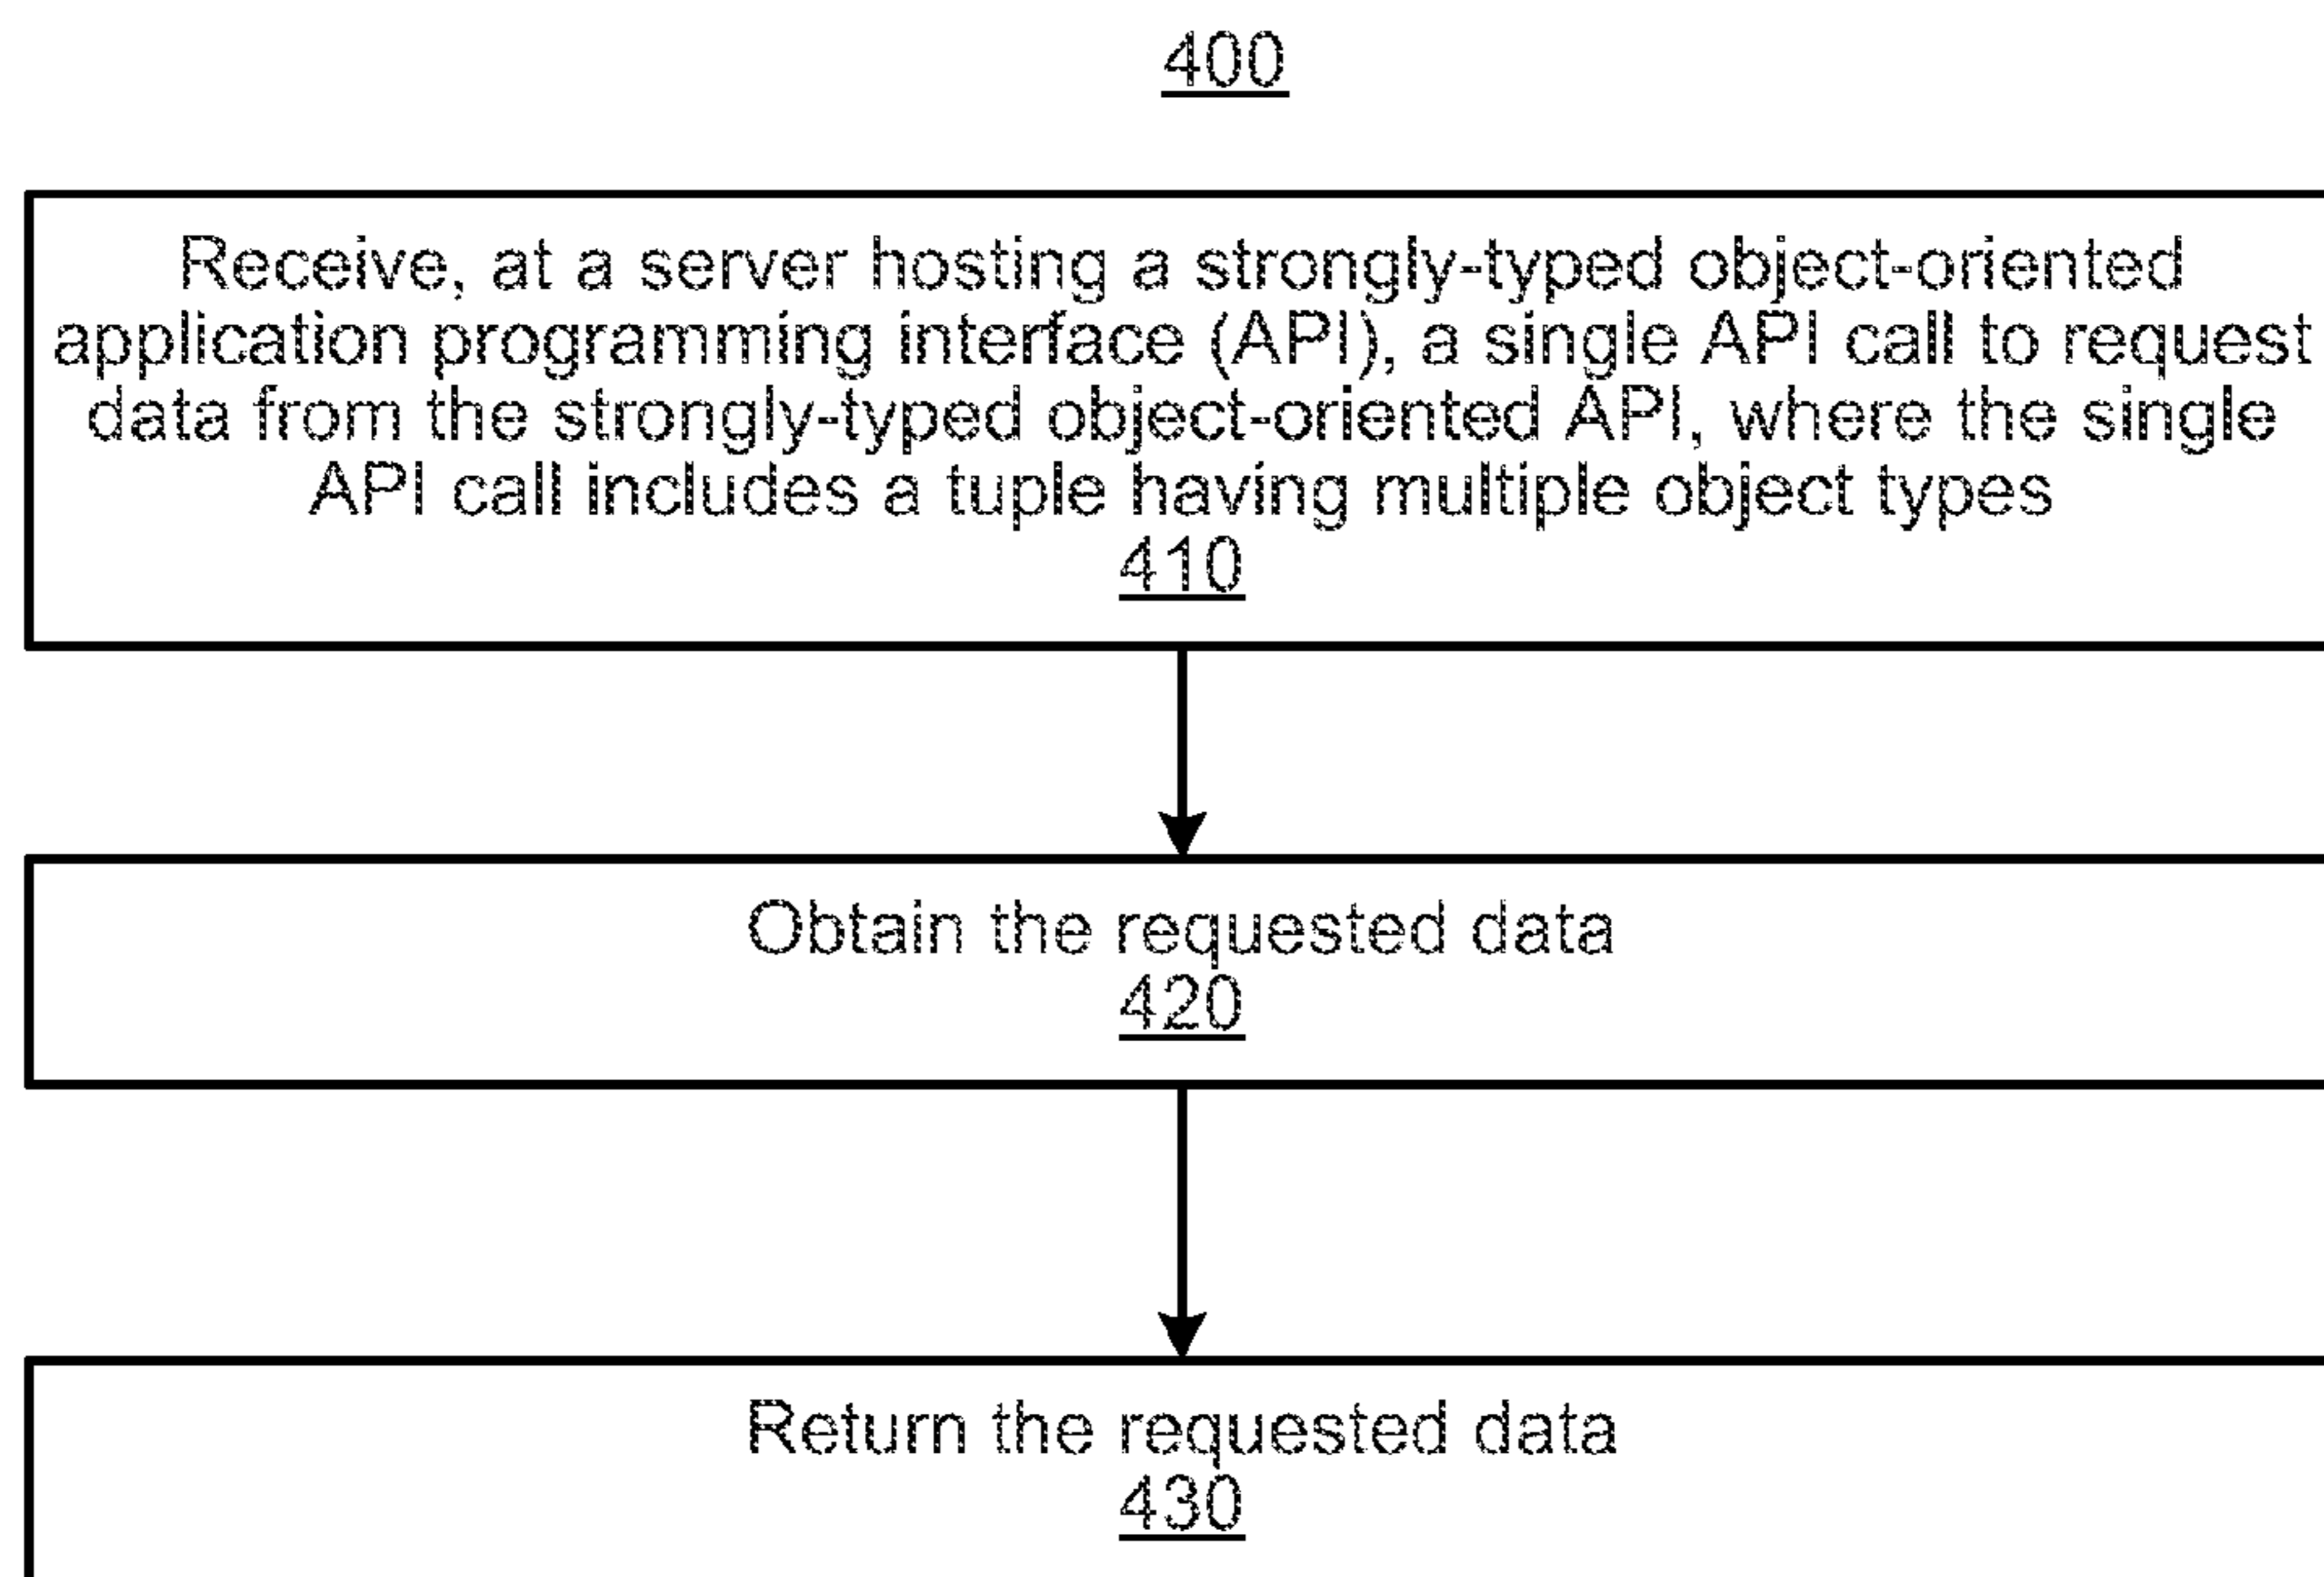 400
Receive, at a server hosting a strongly-typed object-oriented
application programming interface (API), a single API call to request
data from the strongly-typed object-oriented API, where the single
API call includes a tuple having multiple object types
410
Obtain the requested data
420
Return the requested data
430